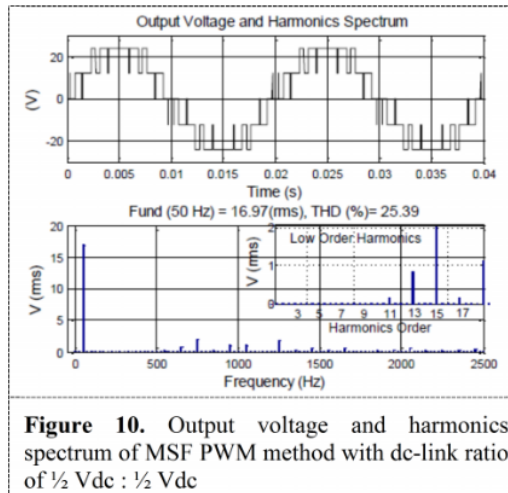 Output Voltage and Harmonics Spectrum
(V)
20
0
-20
0 0.005 0.01 0.015 0.02 0.025 0.03 0.035 0.04
Time (s)
Fund (50 Hz) = 16.97(rms), THD (%)= 25.39
V (rms)
20
15
10
5
0
V (rms)
2
1
0
Low Order Harmonics
3 5 7 9 11 13 15 17
Harmonics Order
0 500 1000 1500 2000 2500
Frequency (Hz)
Figure 10. Output voltage and harmonics
spectrum of MSF PWM method with dc-link ratio
of ½ Vdc : ½ Vdc